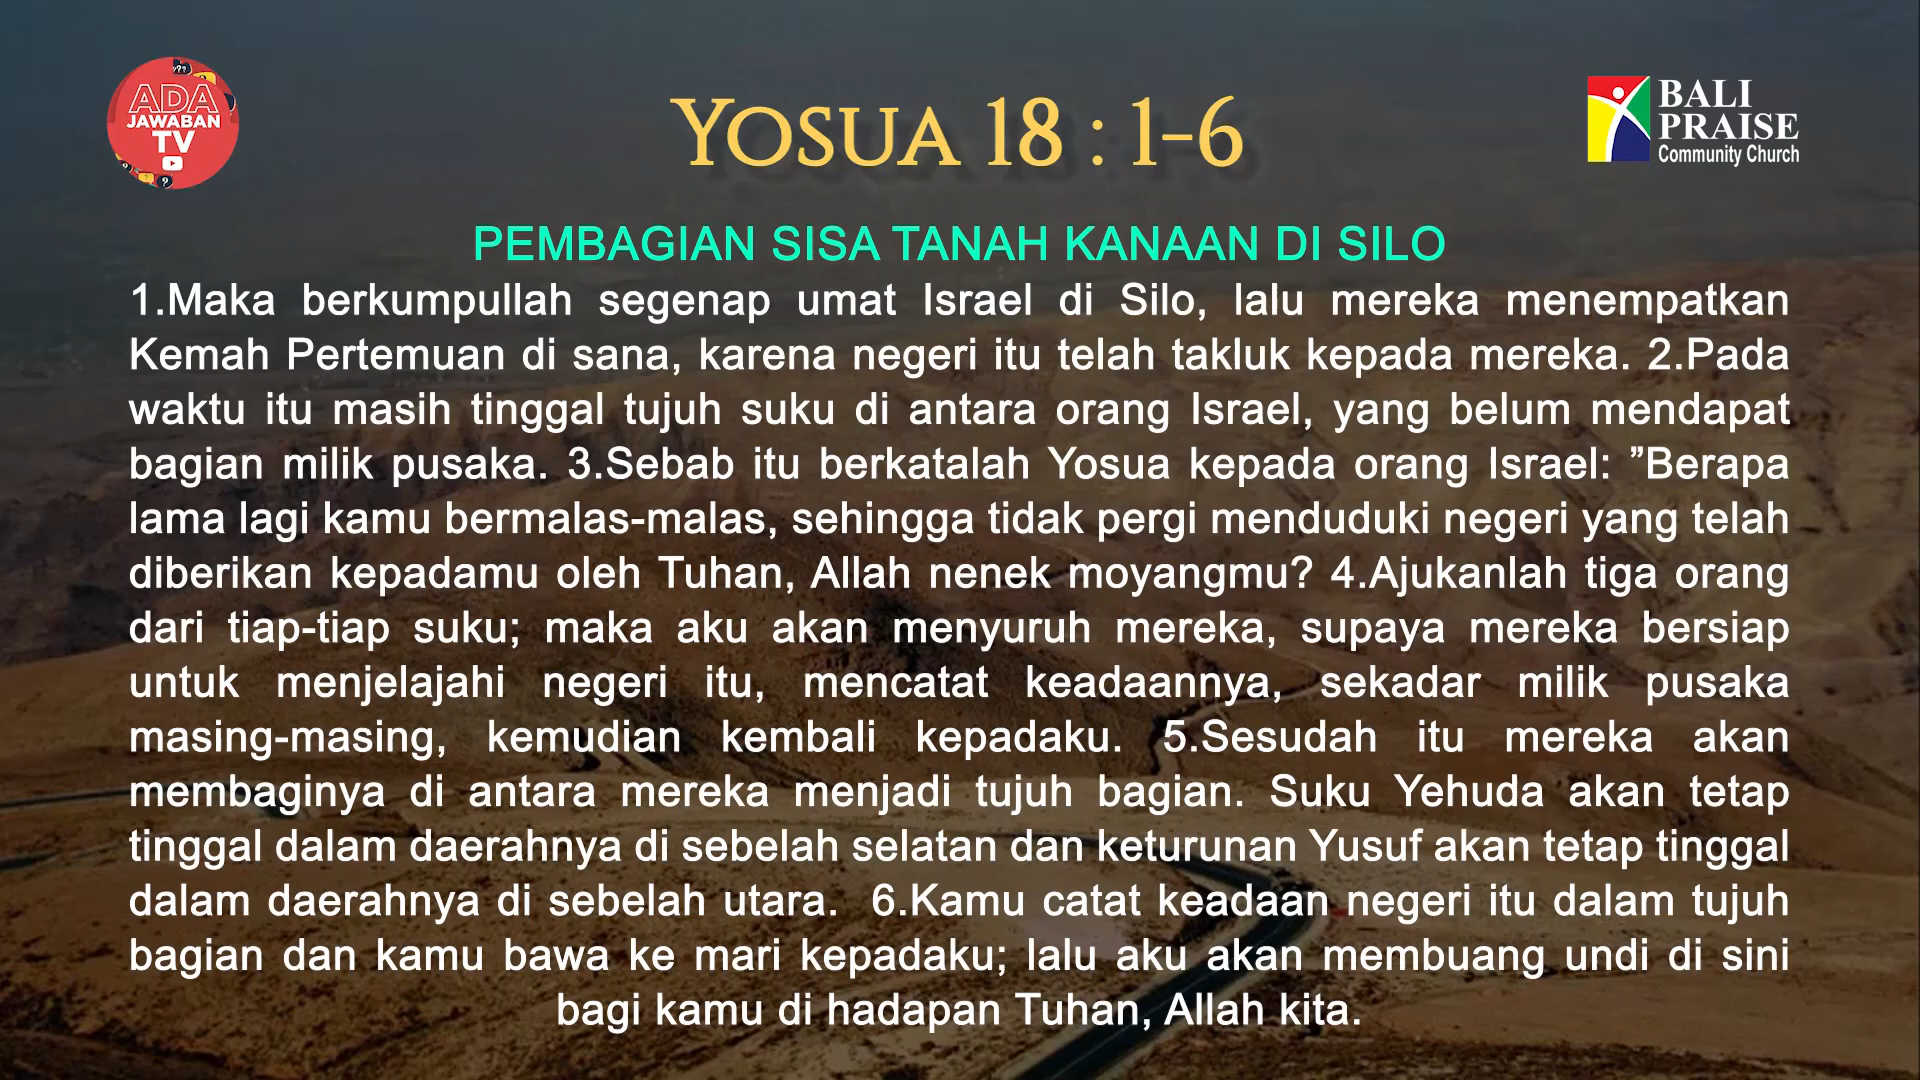 ADA
JAWABAN
TV
Yosua 18 : 1-6
BALI
PRAISE
Community Church
PEMBAGIAN SISA TANAH KANAAN DI SILO
1.Maka berkumpullah segenap umat Israel di Silo, lalu mereka menempatkan
Kemah Pertemuan di sana, karena negeri itu telah takluk kepada mereka. 2.Pada
waktu itu masih tinggal tujuh suku di antara orang Israel, yang belum mendapat
bagian milik pusaka. 3.Sebab itu berkatalah Yosua kepada orang Israel: ”Berapa
lama lagi kamu bermalas-malas, sehingga tidak pergi menduduki negeri yang telah
diberikan kepadamu oleh Tuhan, Allah nenek moyangmu? 4.Ajukanlah tiga orang
dari tiap-tiap suku; maka aku akan menyuruh mereka, supaya mereka bersiap
untuk menjelajahi negeri itu, mencatat keadaannya, sekadar milik pusaka
masing-masing, kemudian kembali kepadaku. 5.Sesudah itu mereka akan
membaginya di antara mereka menjadi tujuh bagian. Suku Yehuda akan tetap
tinggal dalam daerahnya di sebelah selatan dan keturunan Yusuf akan tetap tinggal
dalam daerahnya di sebelah utara. 6.Kamu catat keadaan negeri itu dalam tujuh
bagian dan kamu bawa ke mari kepadaku; lalu aku akan membuang undi di sini
bagi kamu di hadapan Tuhan, Allah kita.